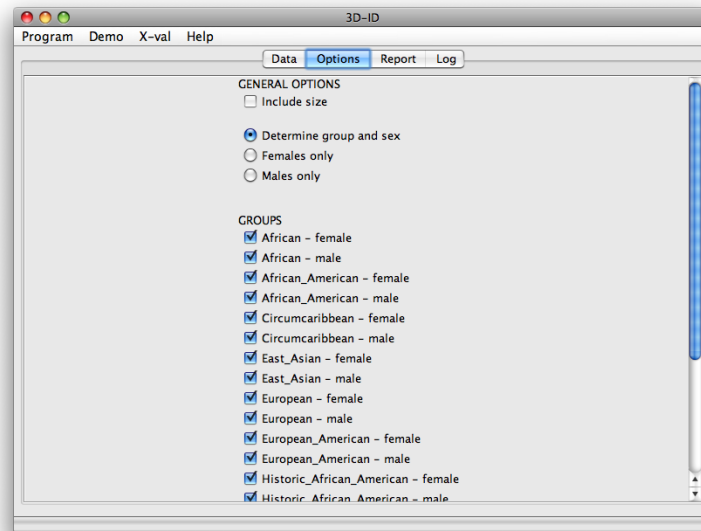 3D-ID
Program Demo X-val Help
Data Options Report Log
GENERAL OPTIONS
Include size
Determine group and sex
Females only
Males only
GROUPS
African - female
African - male
African_American - female
African_American - male
Circumcaribbean - female
Circumcaribbean - male
East_Asian - female
East_Asian - male
European - female
European - male
European_American - female
European_American - male
Historic_African_American - female
Historic_African_American - male